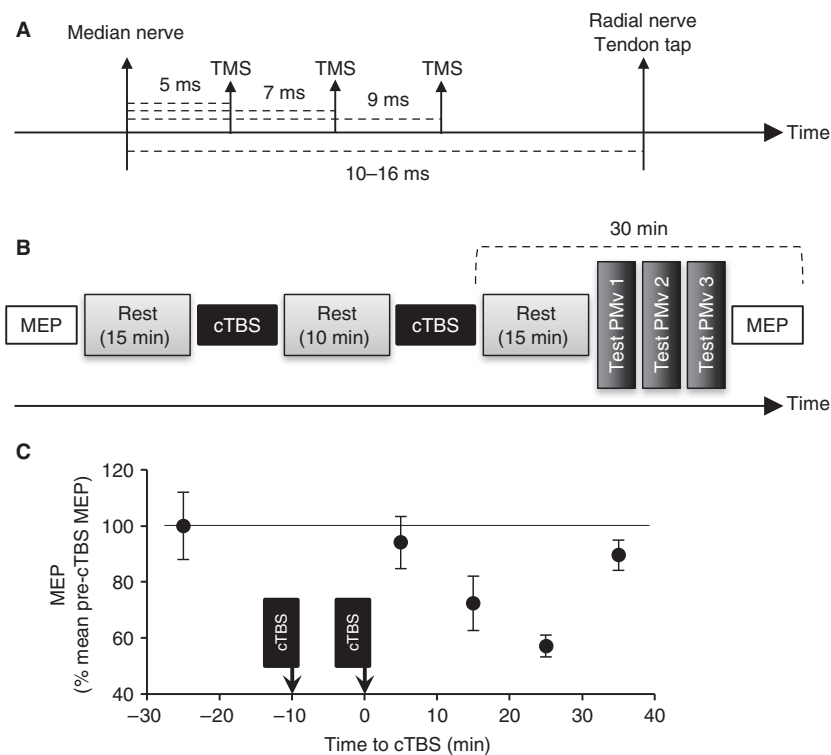 A
Median nerve
Radial nerve
Tendon tap
TMS
TMS
TMS
5 ms
7 ms
9 ms
Time
10–16 ms
B
30 min
MEP
Rest
(15 min)
cTBS
Rest
(10 min)
cTBS
Rest
(15 min)
Test PMv 1
Test PMv 2
Test PMv 3
MEP
Time
C
MEP
(% mean pre-cTBS MEP)
120
100
80
60
40
cTBS
cTBS
–30
–20
–10
0
10
20
30
40
Time to cTBS (min)